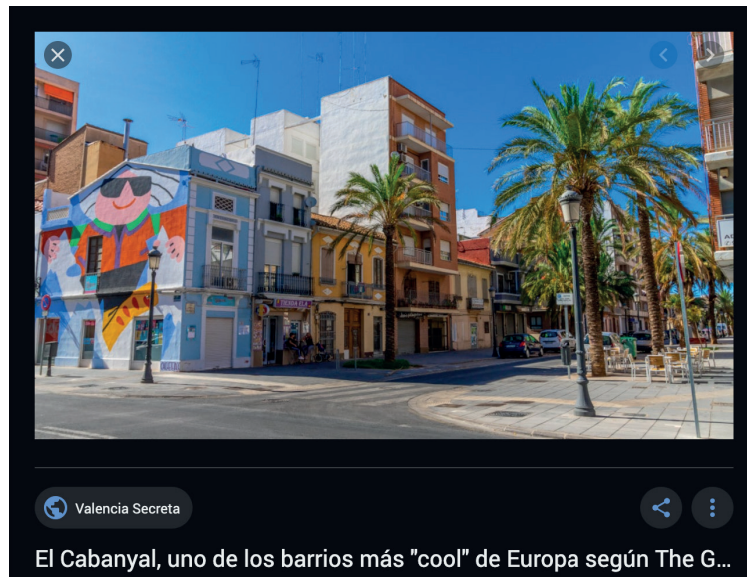 Valencia Secreta
El Cabanyal, uno de los barrios más "cool" de Europa según The G...